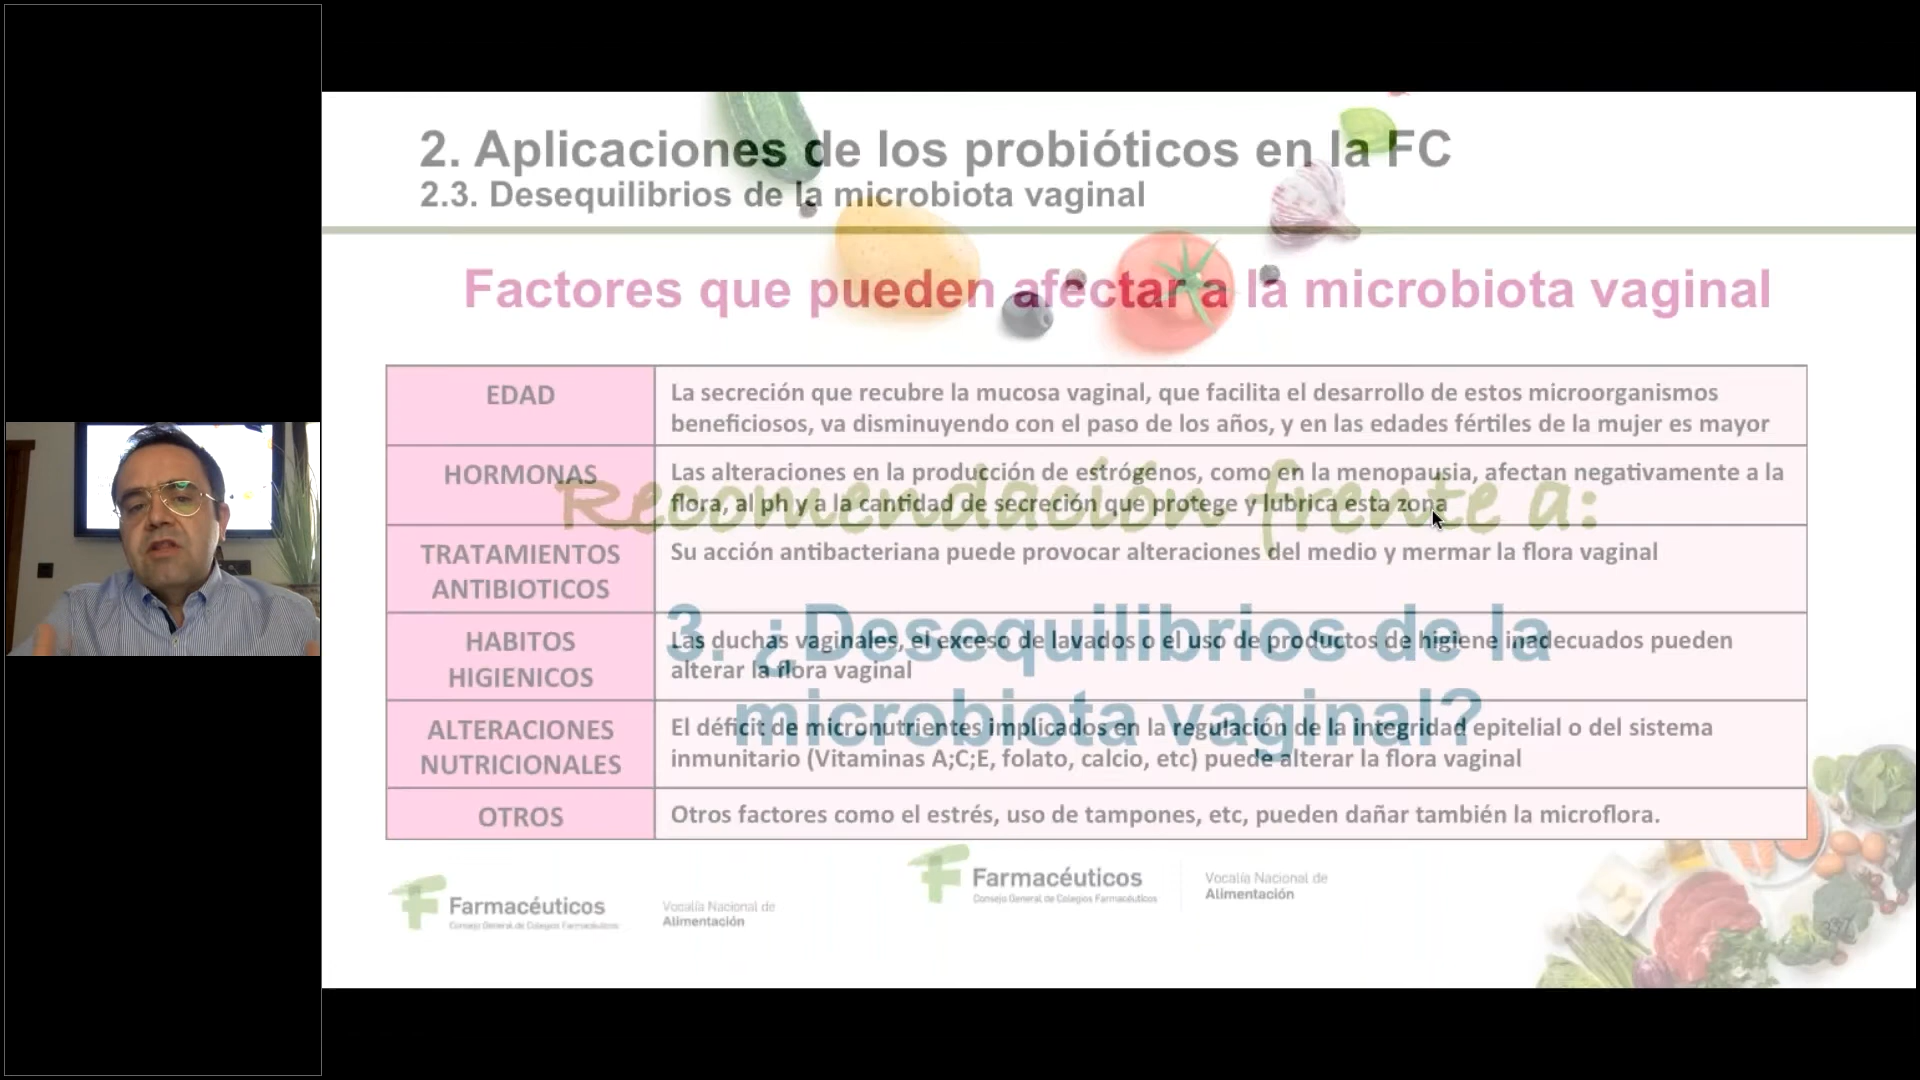 2. Aplicaciones de los probióticos en la FC
2.3. Desequilibrios de la microbiota vaginal
Factores que pueden afectar a la microbiota vaginal
EDAD
La secreción que recubre la mucosa vaginal, que facilita el desarrollo de estos microorganismos
beneficiosos, va disminuyendo con el paso de los años, y en las edades fértiles de la mujer es mayor
HORMONAS
Las alteraciones en la producción de estrógenos, como en la menopausia, afectan negativamente a la
flora, al ph y a la cantidad de secreción que protege y lubrica esta zona
Recomendación frente a:
TRATAMIENTOS
ANTIBIOTICOS
Su acción antibacteriana puede provocar alteraciones del medio y mermar la flora vaginal
HABITOS
HIGIENICOS
Las duchas vaginales, el exceso de lavados o el uso de productos de higiene inadecuados pueden
alterar la flora vaginal
3. ¿Desequilibrios de la
microbiota vaginal?
ALTERACIONES
NUTRICIONALES
El déficit de micronutrientes implicados en la regulación de la integridad epitelial o del sistema
inmunitario (Vitaminas A;C;E, folato, calcio, etc) puede alterar la flora vaginal
OTROS
Otros factores como el estrés, uso de tampones, etc, pueden dañar también la microflora.
Farmacéuticos
Consejo General de Colegios Farmacéuticos
Vocalía Nacional de
Alimentación
Farmacéuticos
Consejo General de Colegios Farmacéuticos
Vocalía Nacional de
Alimentación